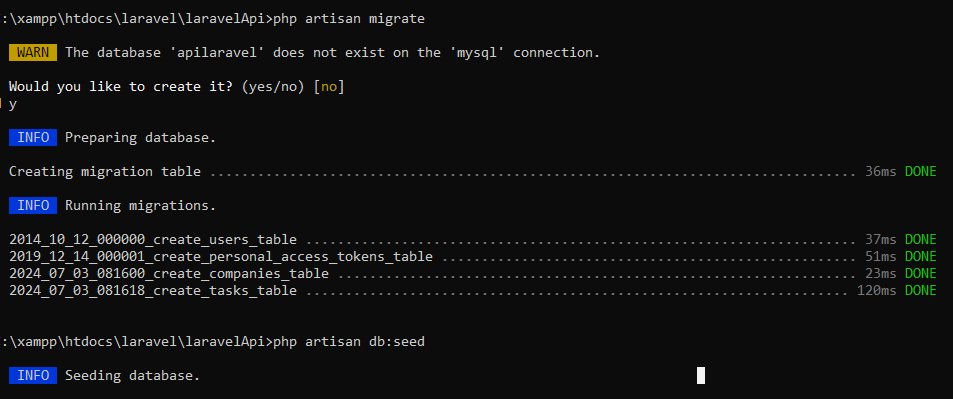 :\xampp\htdocs\laravel\laravelApi>php artisan migrate
WARN The database 'apilaravel' does not exist on the 'mysql' connection.
Would you like to create it? (yes/no) [no]
y
INFO Preparing database.
Creating migration table .............................................................................. 36ms DONE
INFO Running migrations.
2014_10_12_000000_create_users_table .................................................................. 37ms DONE
2019_12_14_000001_create_personal_access_tokens_table ................................................. 51ms DONE
2024_07_03_081600_create_companies_table .............................................................. 23ms DONE
2024_07_03_081618_create_tasks_table ................................................................. 120ms DONE
:\xampp\htdocs\laravel\laravelApi>php artisan db:seed
INFO Seeding database.